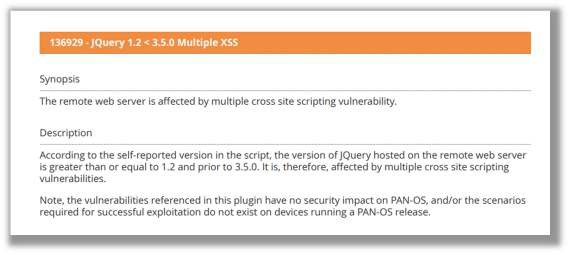 136929 - JQuery 1.2 < 3.5.0 Multiple XSS
Synopsis
The remote web server is affected by multiple cross site scripting vulnerability.
Description
According to the self-reported version in the script, the version of JQuery hosted on the remote web server
is greater than or equal to 1.2 and prior to 3.5.0. It is, therefore, affected by multiple cross site scripting
vulnerabilities.
Note, the vulnerabilities referenced in this plugin have no security impact on PAN-OS, and/or the scenarios
required for successful exploitation do not exist on devices running a PAN-OS release.